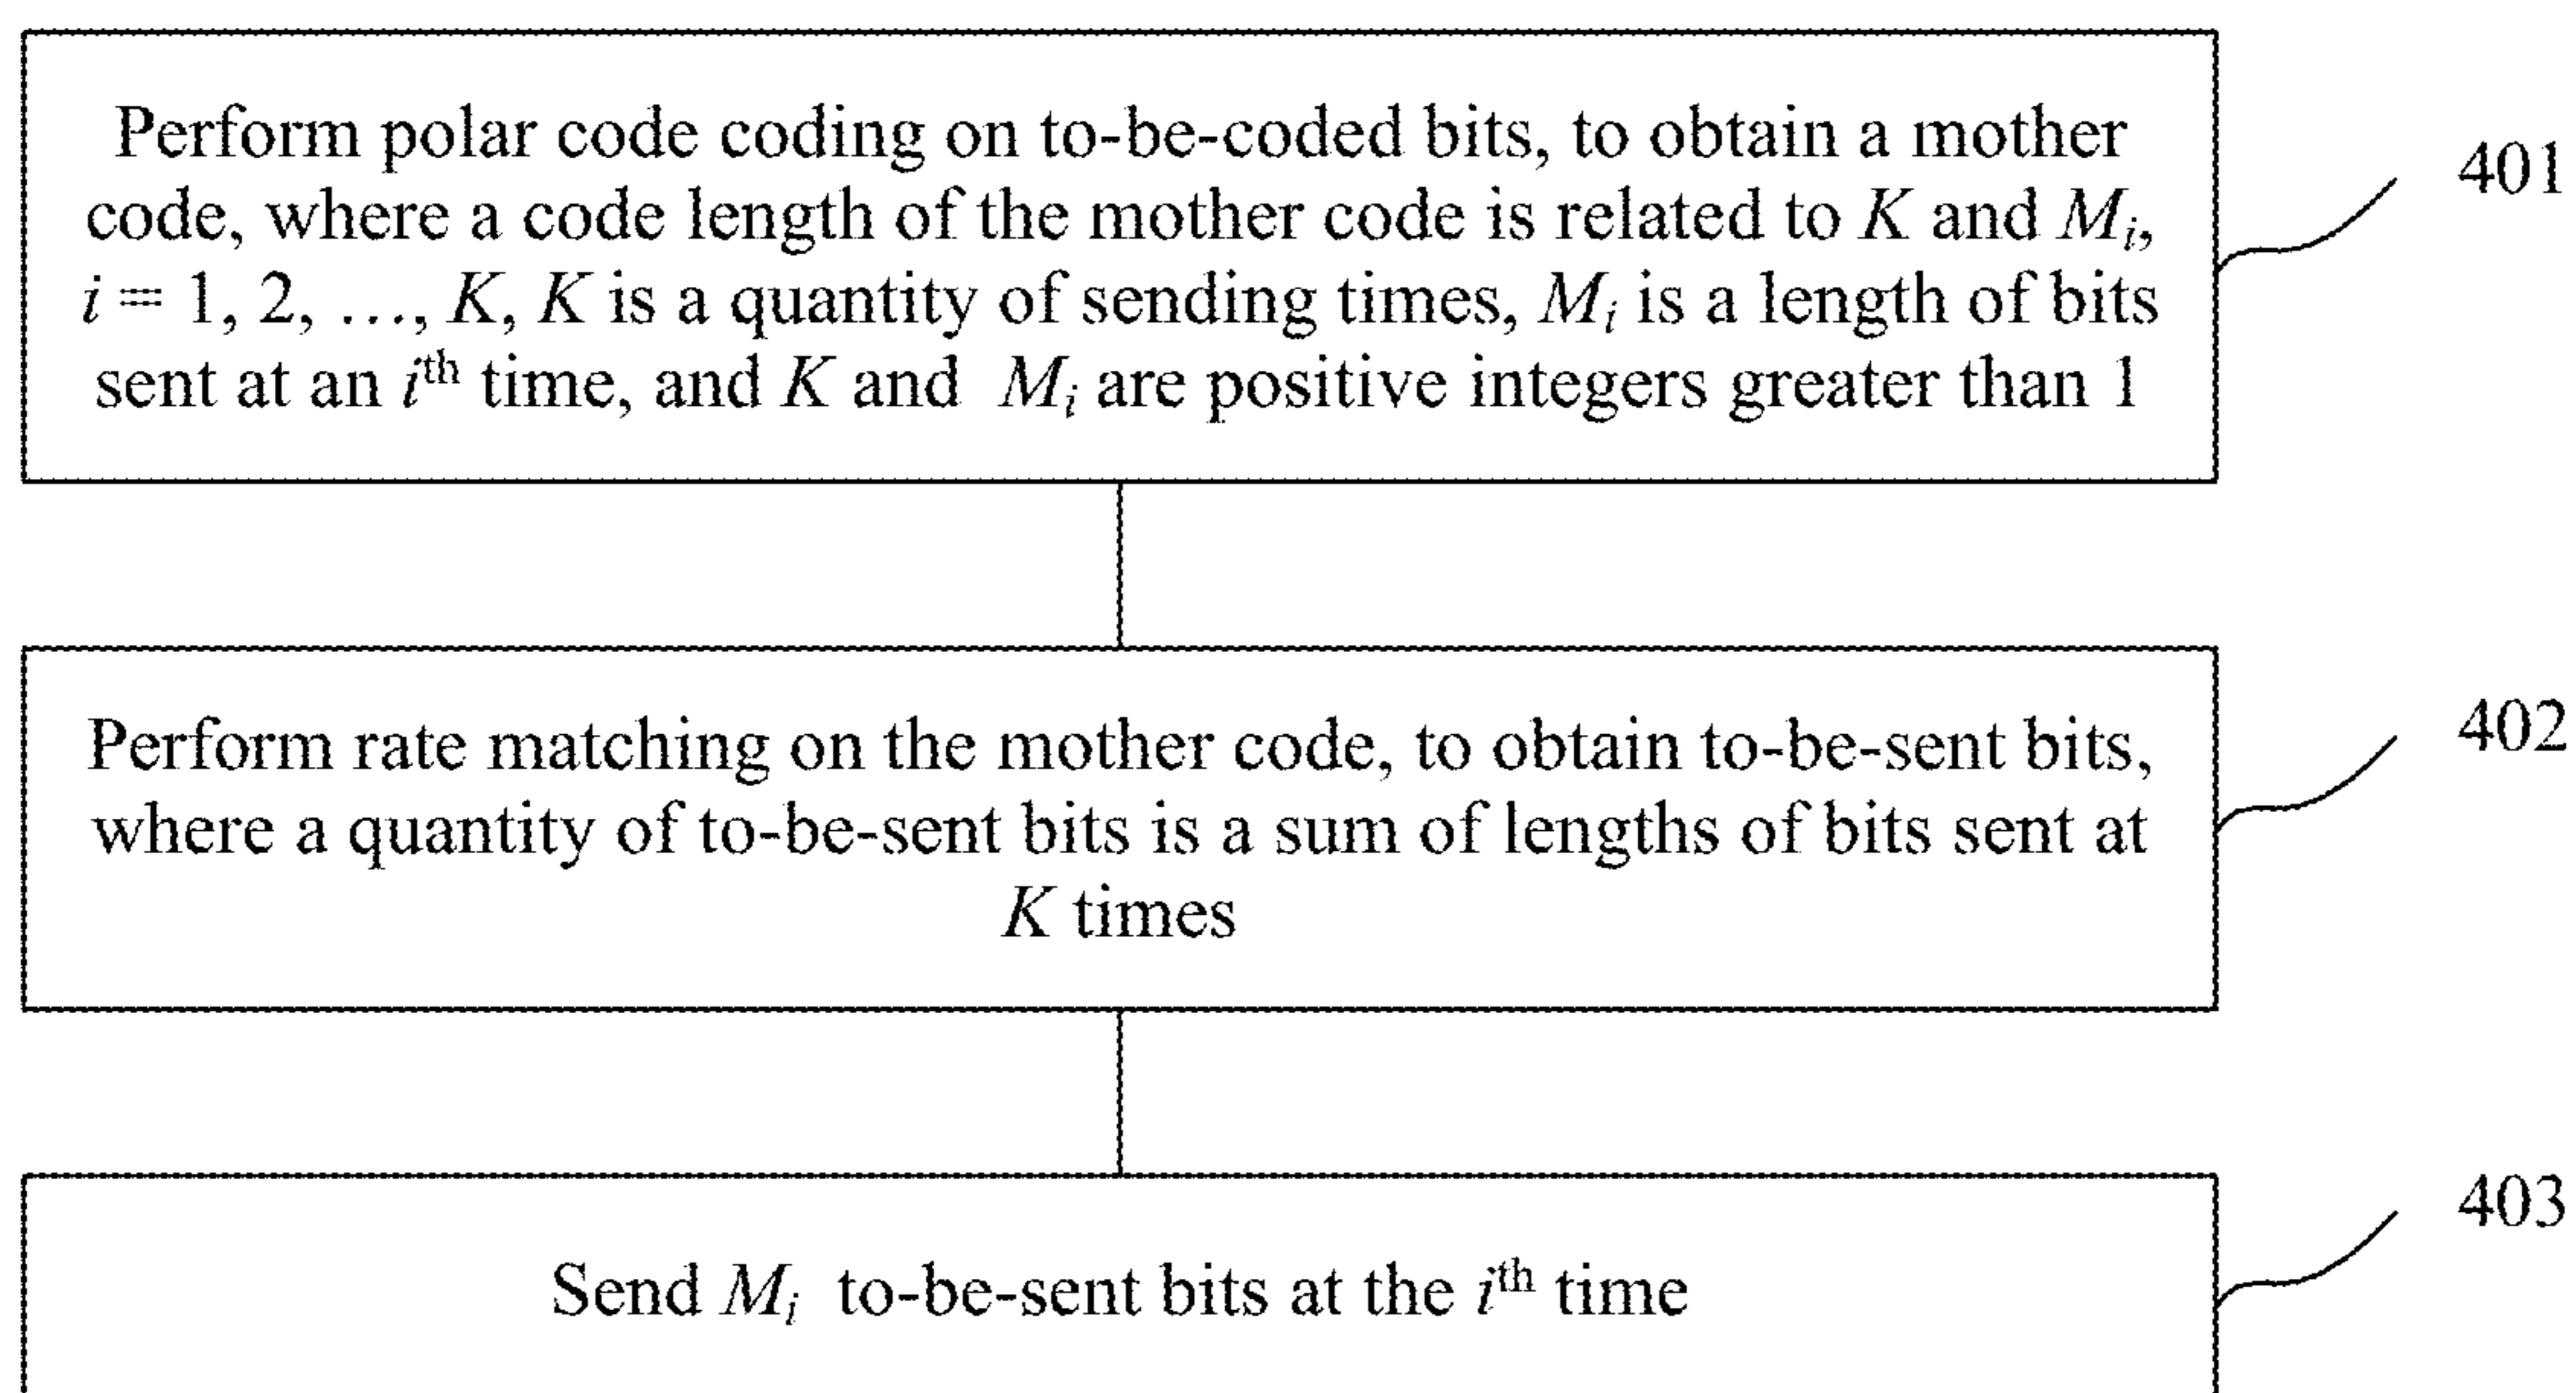 Perform polar code coding on to-be-coded bits, to obtain a mother
code, where a code length of the mother code is related to K and Mᵢ,
i = 1, 2, …, K, K is a quantity of sending times, Mᵢ is a length of bits
sent at an iᵗʰ time, and K and Mᵢ are positive integers greater than 1
401
Perform rate matching on the mother code, to obtain to-be-sent bits,
where a quantity of to-be-sent bits is a sum of lengths of bits sent at
K times
402
Send Mᵢ to-be-sent bits at the iᵗʰ time
403